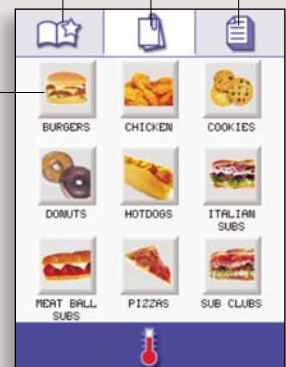 BURGERS
CHICKEN
COOKIES
DONUTS
HOTDOGS
ITALIAN
SUBS
MEAT BALL
SUBS
PIZZAS
SUB CLUBS